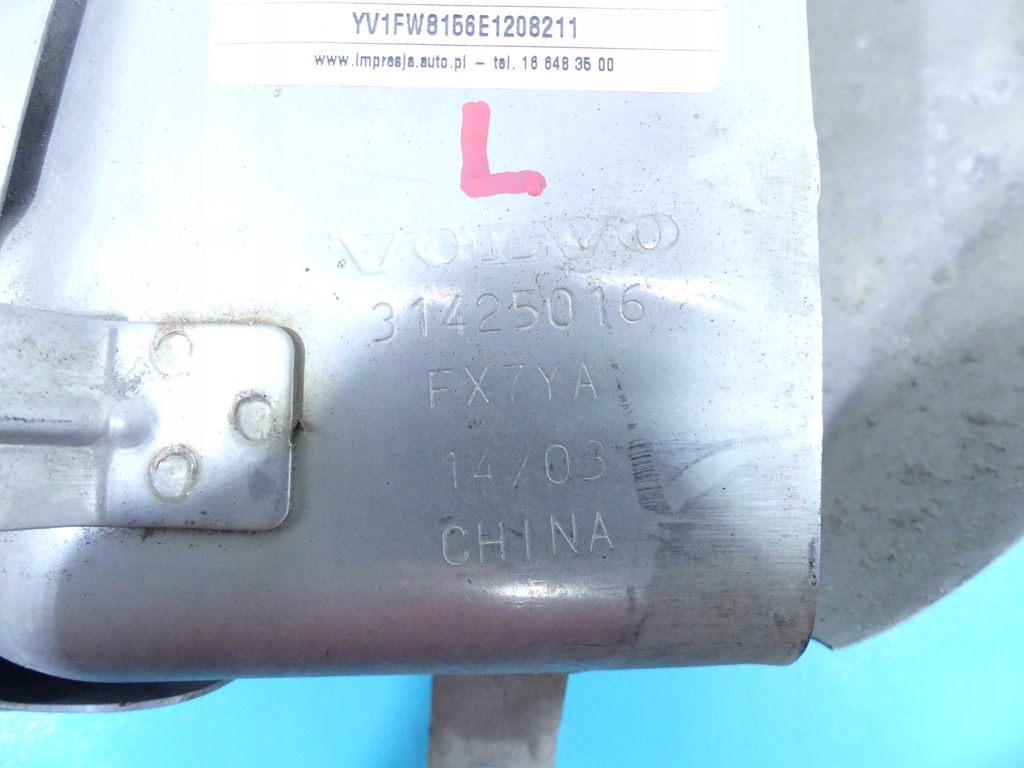 YV1FW8156E1208211
www.impresja.auto.pl – tel. 16 648 35 00
L
VOLVO
31425016
FX7YA
14/03
CHINA